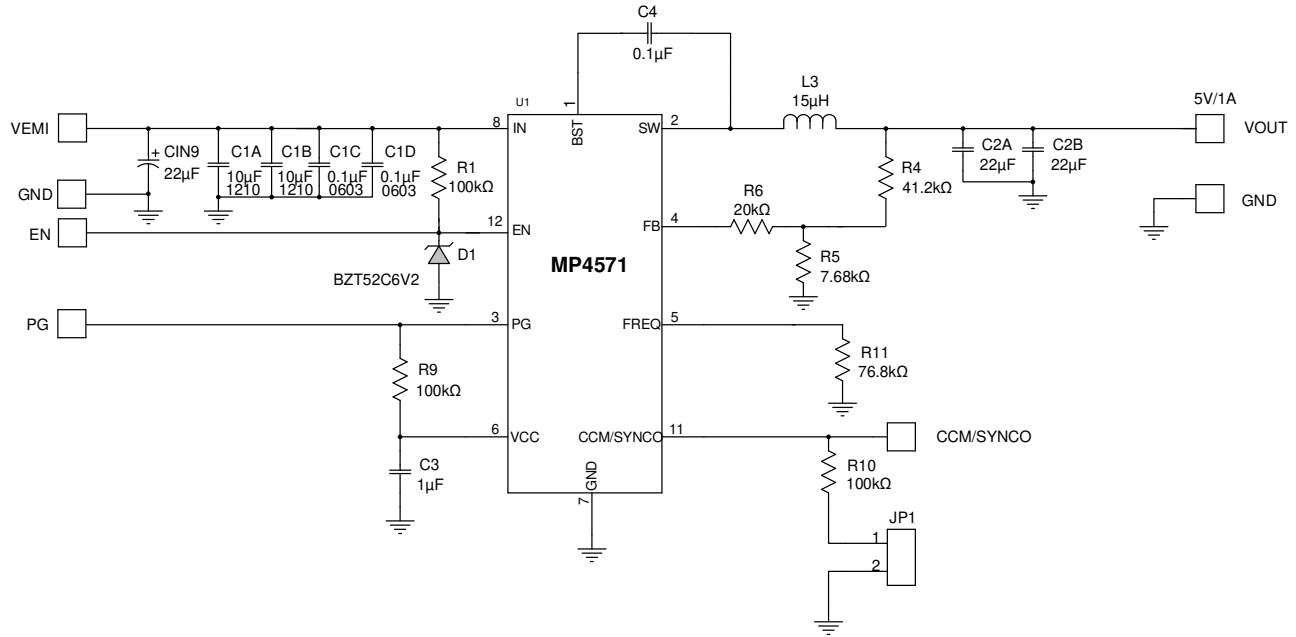 C4
0.1µF
L3
15µH
5V/1A
U1
1
BST
VEMI
8
IN
SW
2
VOUT
+
CIN9
22µF
C1A
10µF
1210
C1B
10µF
1210
C1C
0.1µF
0603
C1D
0.1µF
0603
R1
100kΩ
C2A
22µF
C2B
22µF
R4
41.2kΩ
GND
GND
EN
12
EN
FB
4
R6
20kΩ
D1
BZT52C6V2
MP4571
R5
7.68kΩ
PG
3
PG
FREQ
5
R9
100kΩ
R11
76.8kΩ
6
VCC
CCM/SYNCO
11
CCM/SYNCO
C3
1µF
GND
7
R10
100kΩ
JP1
1
2